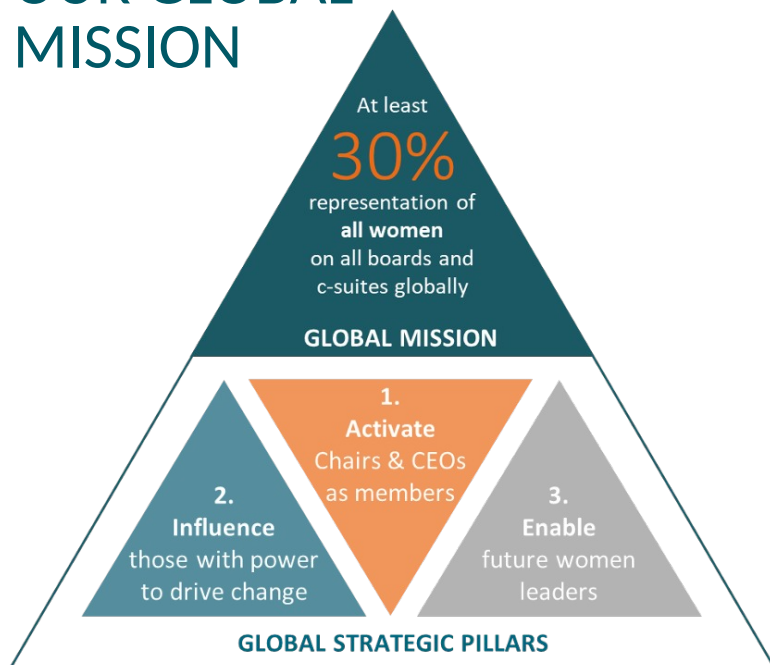 OUR GLOBAL
MISSION
At least
30%
representation of
all women
on all boards and
c-suites globally
GLOBAL MISSION
1.
Activate
Chairs & CEOs
as members
2.
Influence
those with power
to drive change
3.
Enable
future women
leaders
GLOBAL STRATEGIC PILLARS